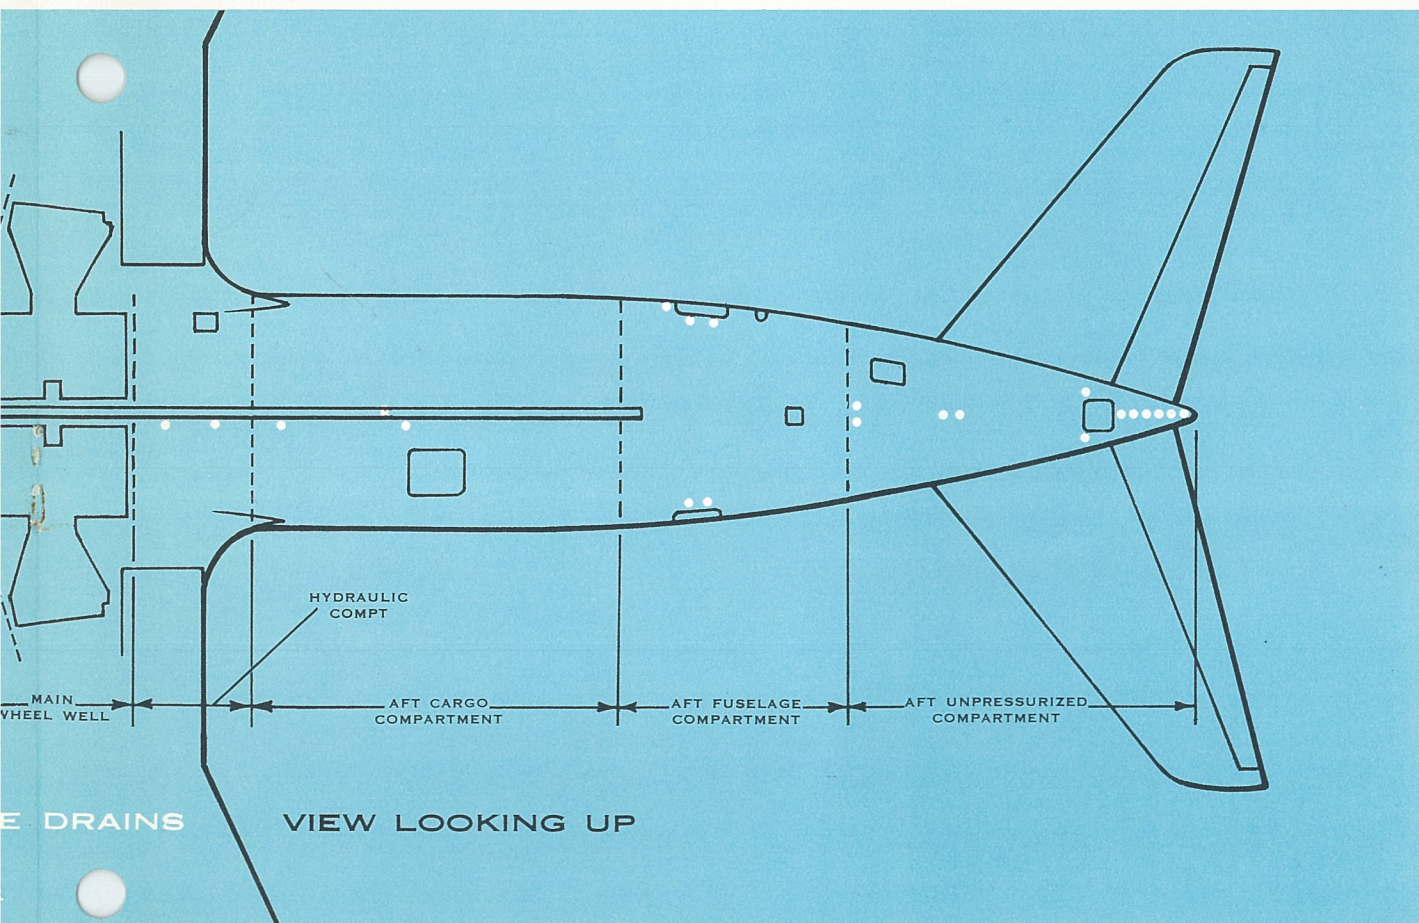 HYDRAULIC
COMPT
MAIN
WHEEL WELL
AFT CARGO
COMPARTMENT
AFT FUSELAGE
COMPARTMENT
AFT UNPRESSURIZED
COMPARTMENT
E DRAINS
VIEW LOOKING UP